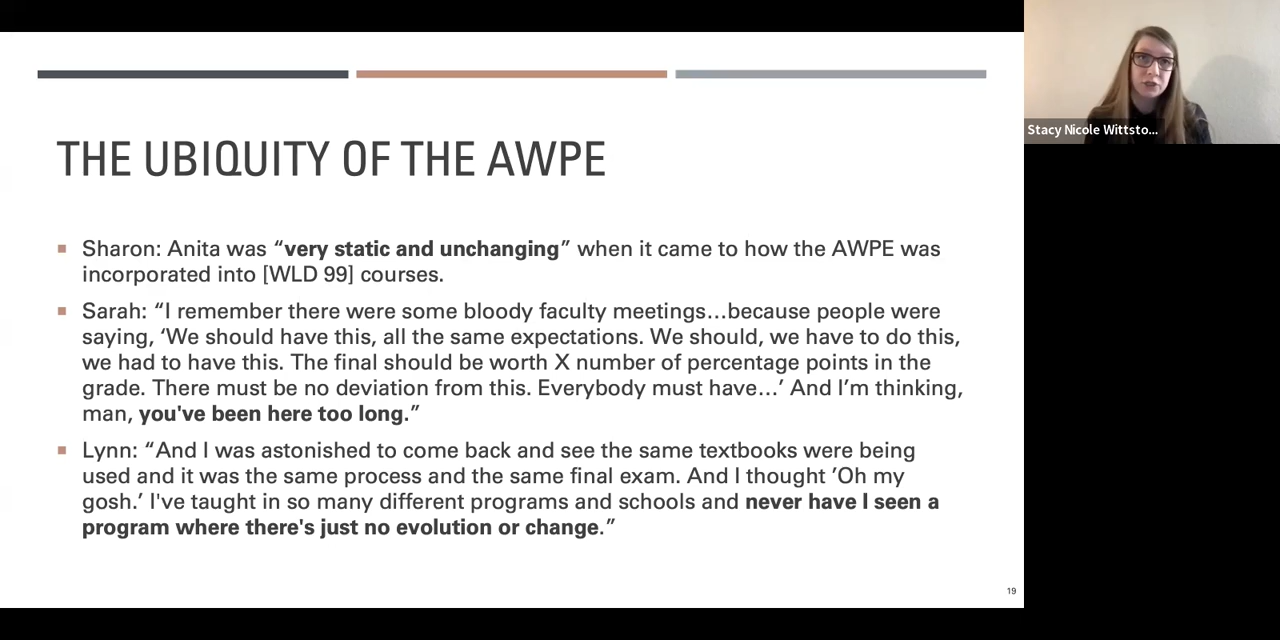 THE UBIQUITY OF THE AWPE
Sharon: Anita was “very static and unchanging” when it came to how the AWPE was
incorporated into [WLD 99] courses.
Sarah: “I remember there were some bloody faculty meetings…because people were
saying, ‘We should have this, all the same expectations. We should, we have to do this,
we had to have this. The final should be worth X number of percentage points in the
grade. There must be no deviation from this. Everybody must have…’ And I’m thinking,
man, you've been here too long.”
Lynn: “And I was astonished to come back and see the same textbooks were being
used and it was the same process and the same final exam. And I thought ’Oh my
gosh.’ I've taught in so many different programs and schools and never have I seen a
program where there's just no evolution or change.”
19
Stacy Nicole Wittsto...